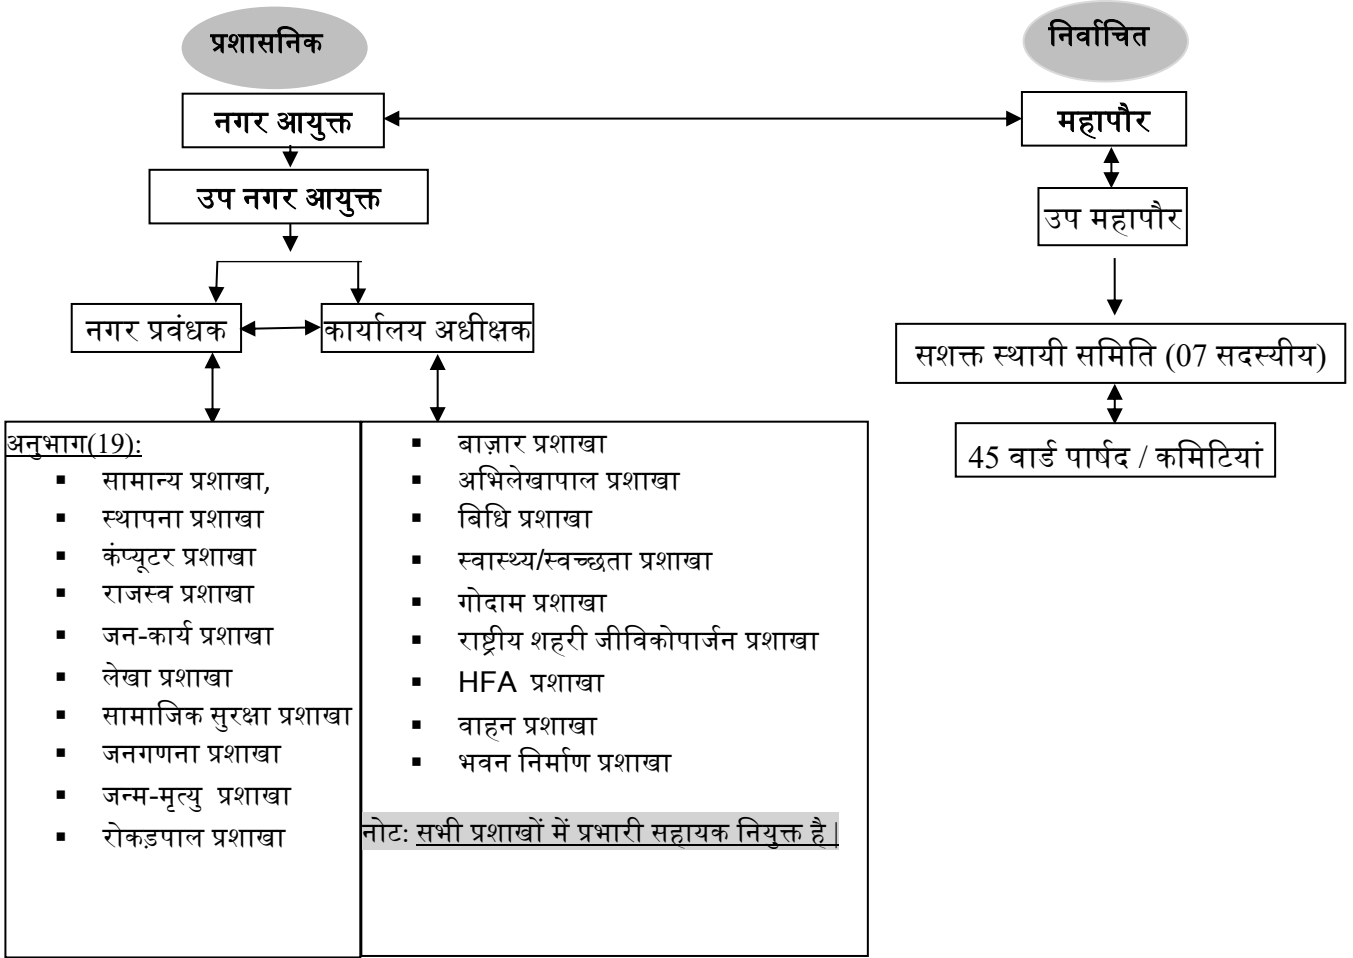 प्रशासनिक
निर्वाचित
नगर आयुक्त
महापौर
उप नगर आयुक्त
उप महापौर
नगर प्रबंधक
कार्यालय अधीक्षक
सशक्त स्थायी समिति (07 सदस्यीय)
45 वार्ड पार्षद / कमिटियां
अनुभाग(19):
सामान्य प्रशाखा,
स्थापना प्रशाखा
कंप्यूटर प्रशाखा
राजस्व प्रशाखा
जन-कार्य प्रशाखा
लेखा प्रशाखा
सामाजिक सुरक्षा प्रशाखा
जनगणना प्रशाखा
जन्म-मृत्यु प्रशाखा
रोकड़पाल प्रशाखा
बाज़ार प्रशाखा
अभिलेखापाल प्रशाखा
बिधि प्रशाखा
स्वास्थ्य/स्वच्छता प्रशाखा
गोदाम प्रशाखा
राष्ट्रीय शहरी जीविकोपार्जन प्रशाखा
HFA प्रशाखा
वाहन प्रशाखा
भवन निर्माण प्रशाखा
नोट: सभी प्रशाखों में प्रभारी सहायक नियुक्त है |